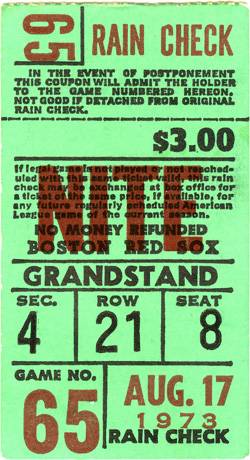 65
RAIN CHECK
IN THE EVENT OF POSTPONEMENT
THIS COUPON WILL ADMIT THE HOLDER
TO THE GAME NUMBERED HEREON.
NOT GOOD IF DETACHED FROM ORIGINAL
RAIN CHECK.
$3.00
If legal game is not played or not resched-
uled with this same ticket valid, this rain
check may be exchanged at box office for
a ticket of the same price, if available, for
any future regularly scheduled American
League game of the current season.
NO MONEY REFUNDED
BOSTON RED SOX
GRANDSTAND
SEC. ROW SEAT
4 21 8
GAME NO.
65
AUG. 17
1973
RAIN CHECK